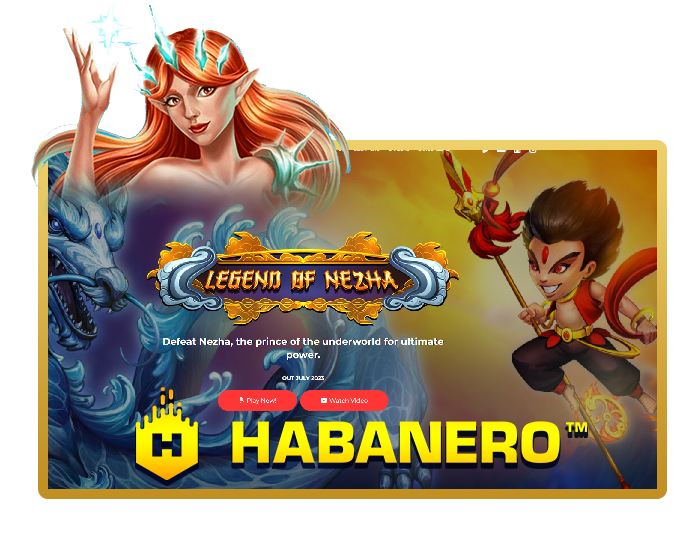 LEGEND OF NEZHA
Defeat Nezha, the prince of the underworld for ultimate
power.
OUT JULY 2023
Play Now!
Watch Video
H HABANERO™